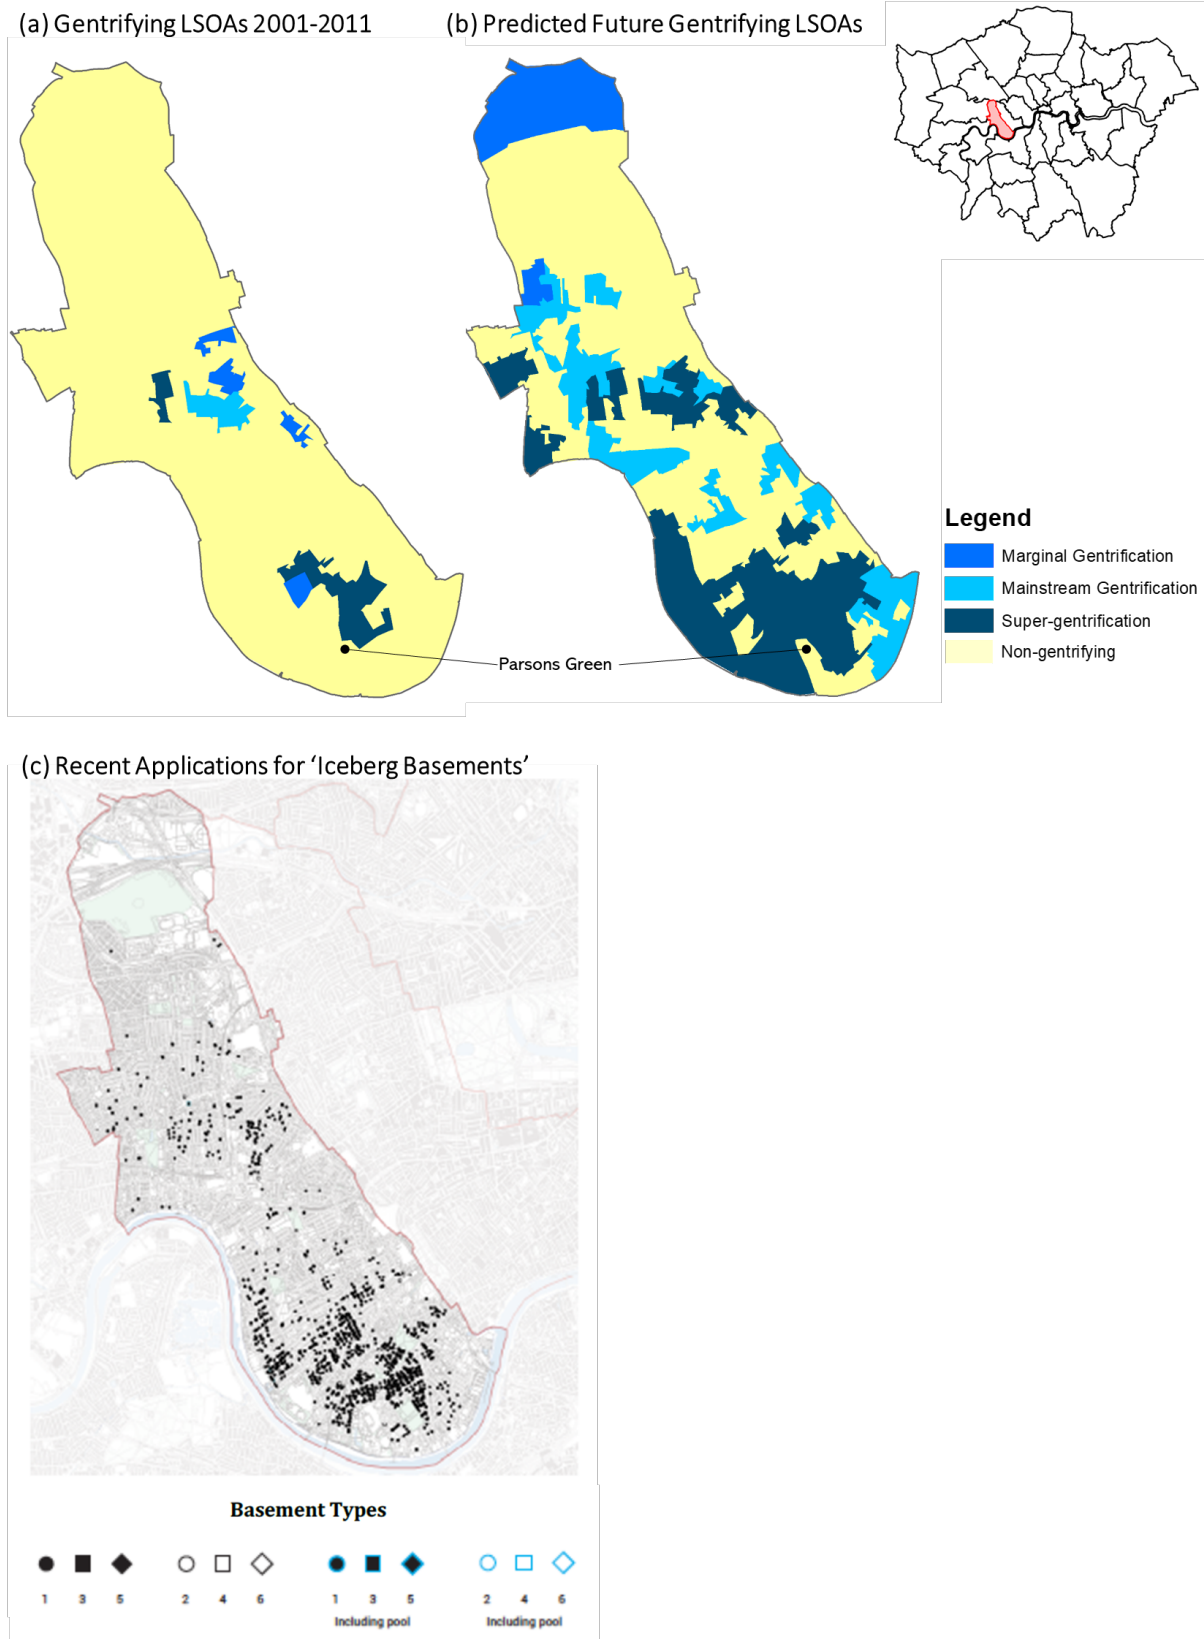 (a) Gentrifying LSOAs 2001-2011
(b) Predicted Future Gentrifying LSOAs
Legend
Marginal Gentrification
Mainstream Gentrification
Super-gentrification
Non-gentrifying
Parsons Green
(c) Recent Applications for ‘Iceberg Basements’
Basement Types
1 3 5 2 4 6 1 3 5 2 4 6
Including pool Including pool